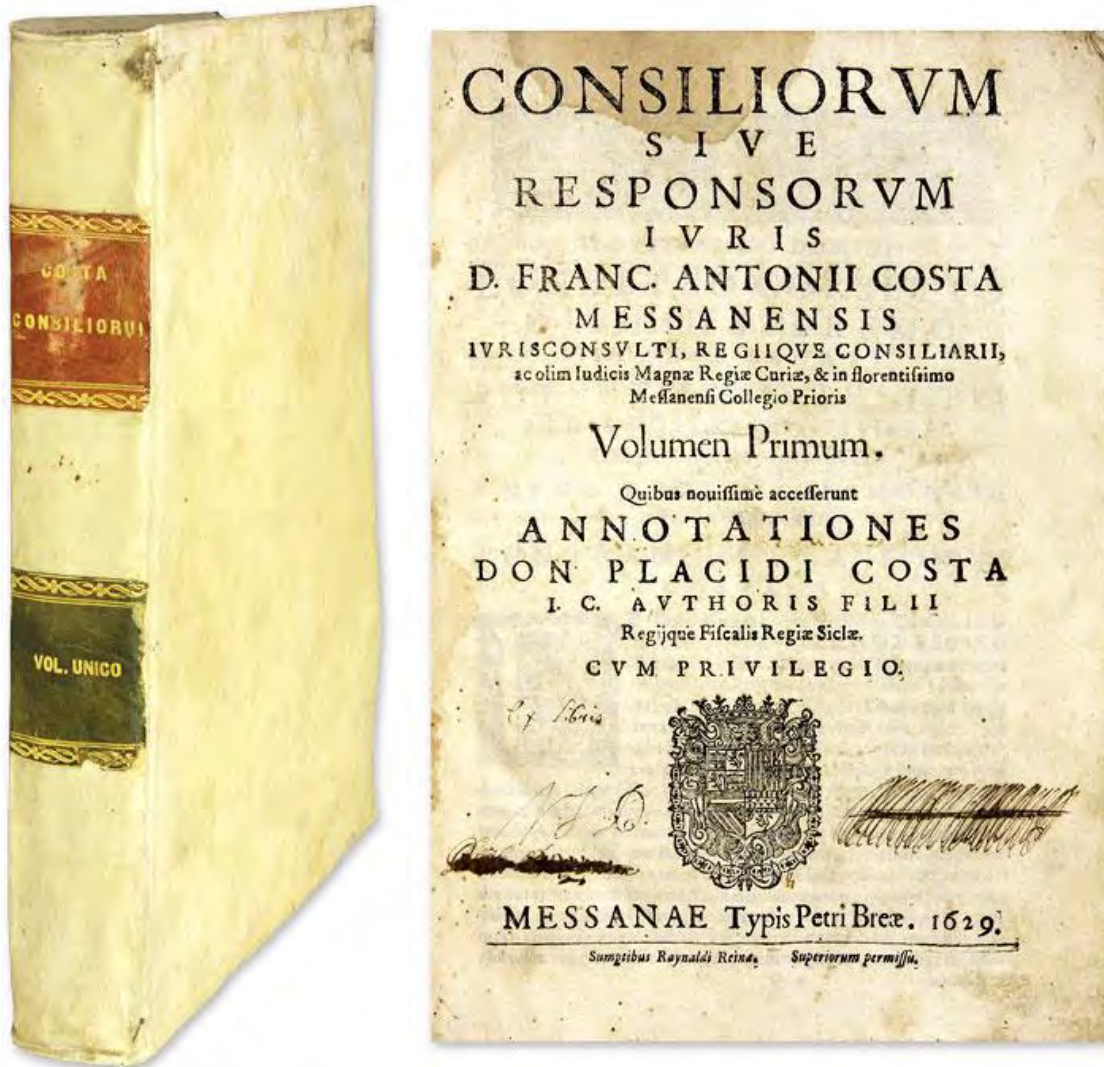 COSTA
CONSILIORU
VOL. UNICO
CONSILIORVM
SIVE
RESPONSORVM
IVRIS
D. FRANC. ANTONII COSTA
MESSANENSIS
IVRISCONSVLTI, REGIIQVE CONSILIARII,
ac olim Iudicis Magnæ Regiæ Curiæ, & in florentiſsimo
Meſſanenſi Collegio Prioris
Volumen Primum.
Quibus nouiſſimè acceſſerunt
ANNOTATIONES
DON PLACIDI COSTA
I. C. AVTHORIS FILII
Regijquè Fiſcalis Regiæ Siclæ.
CVM PRIVILEGIO.
Ex libris
MESSANAE Typis Petri Breæ. 1629.
Sumptibus Raynaldi Reinæ. Superiorum permiſſu.